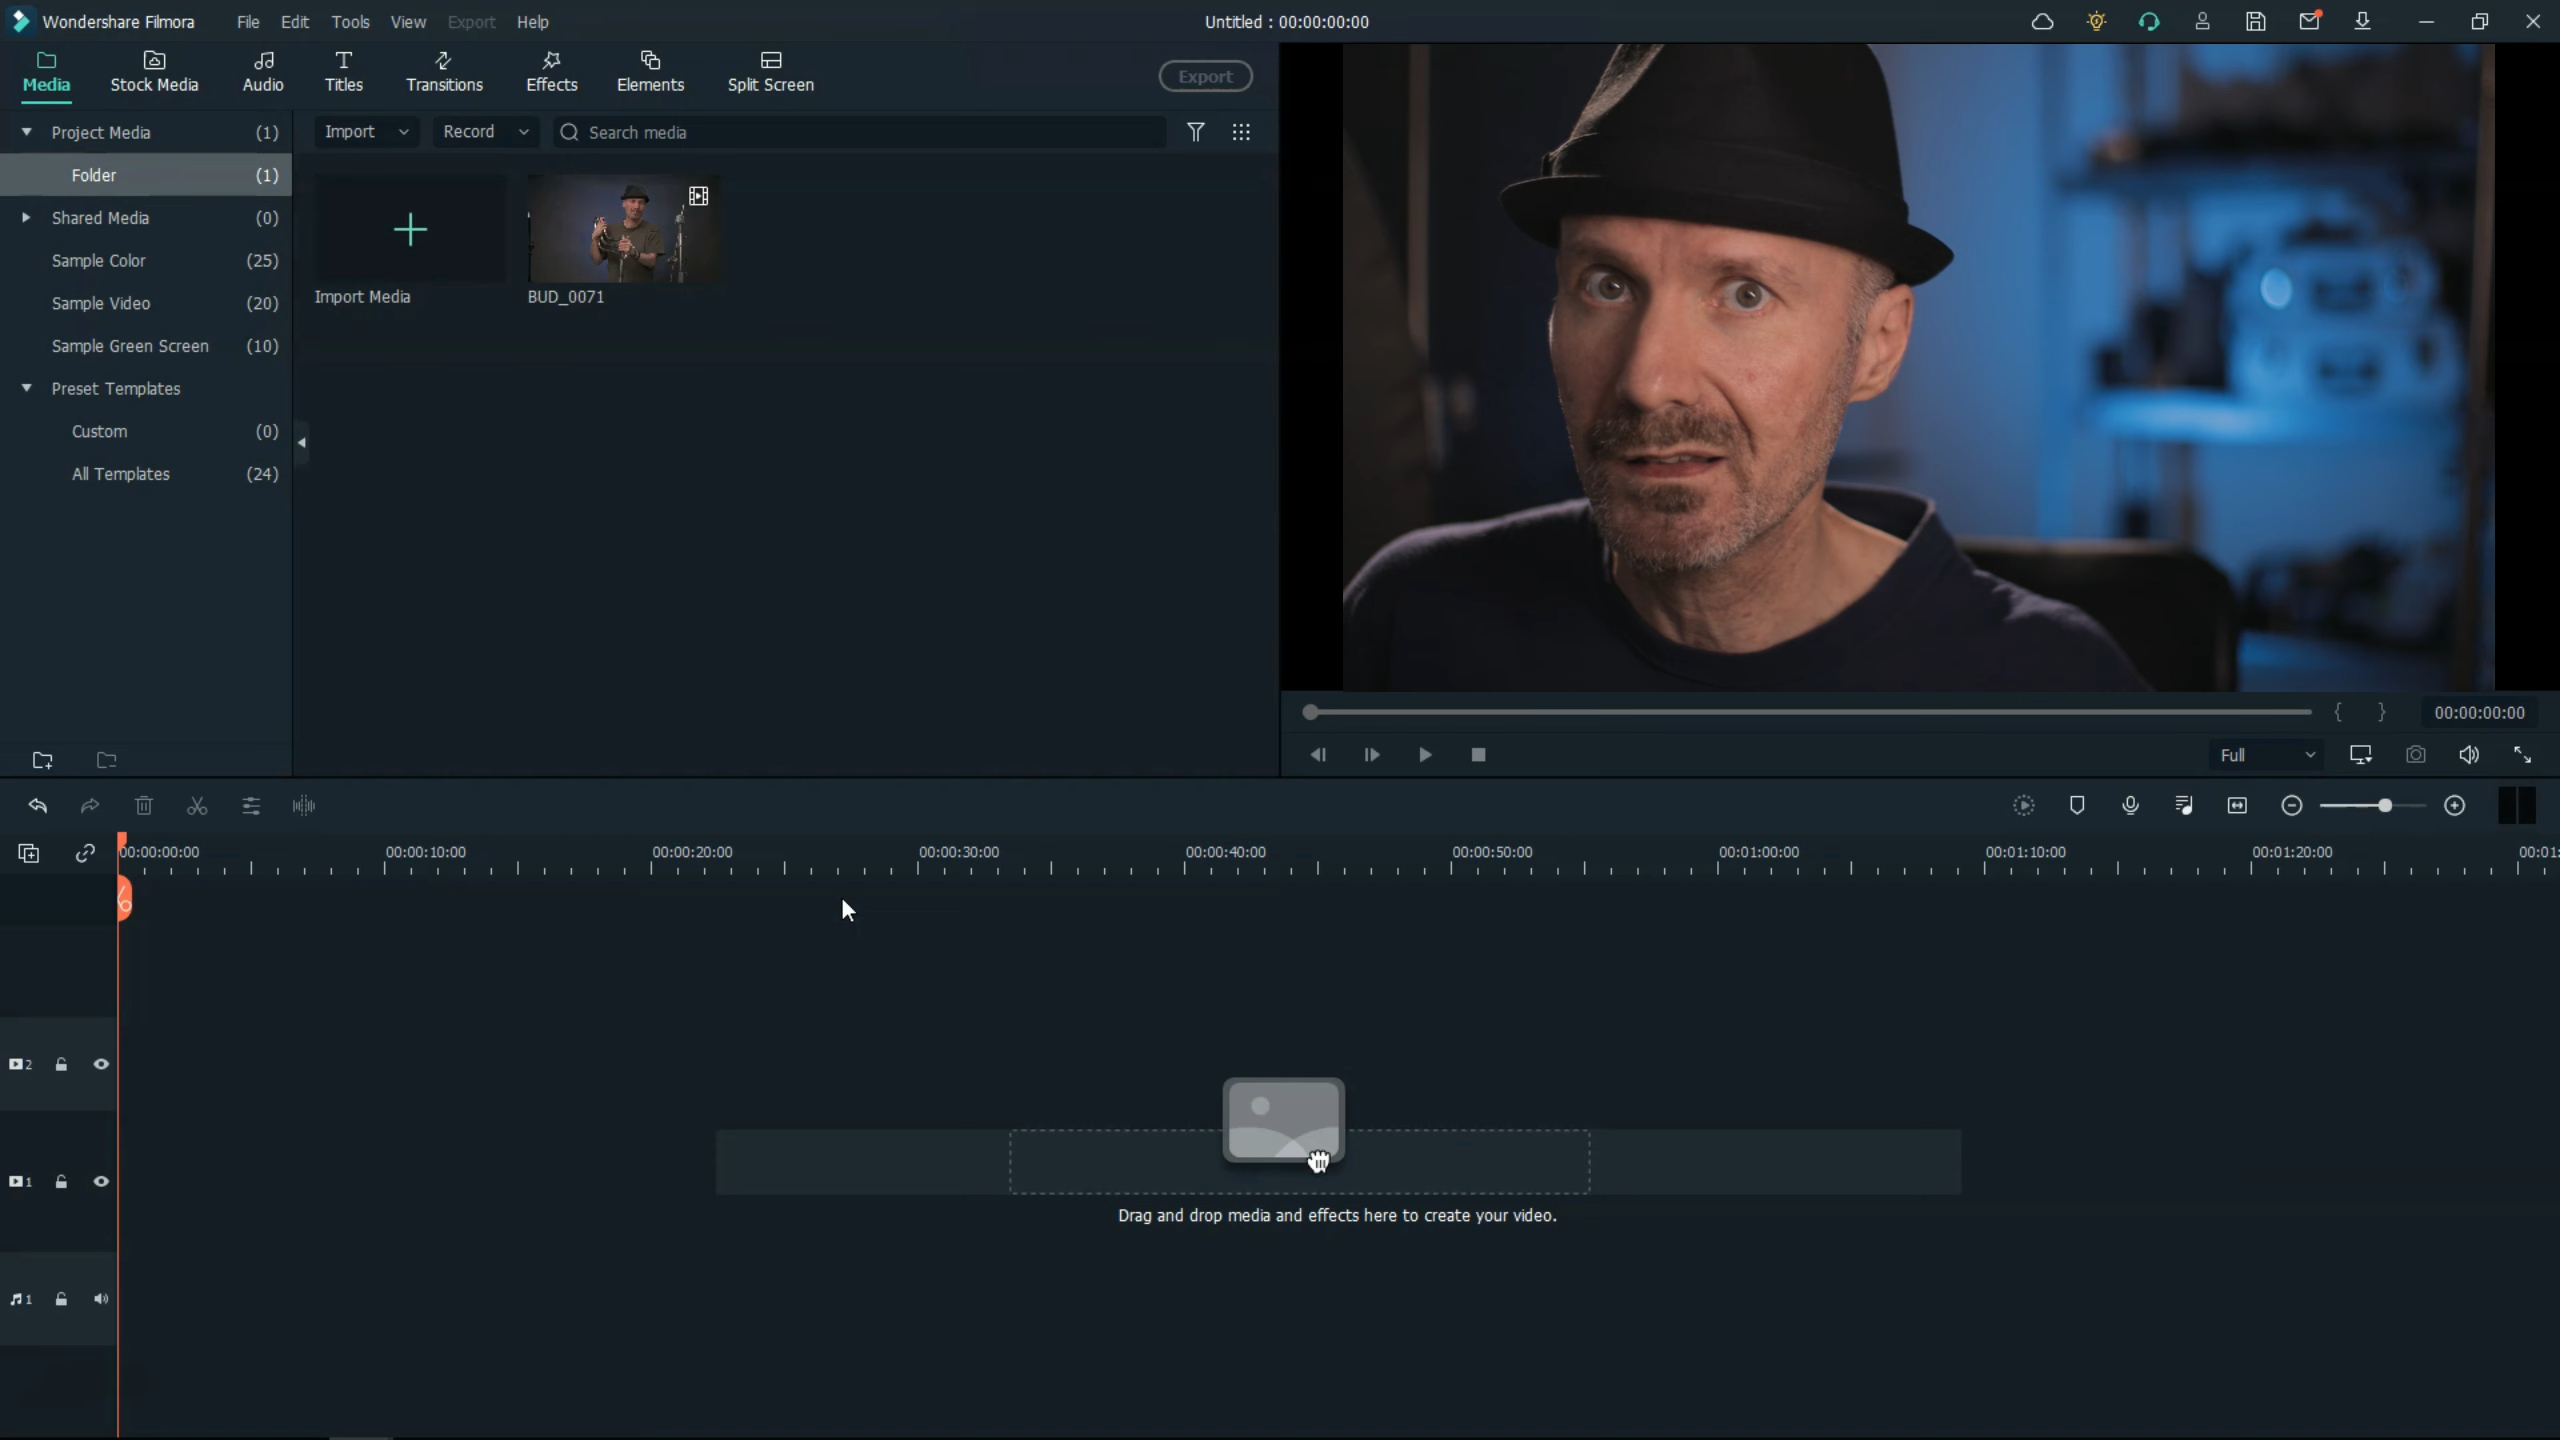 Wondershare Filmora File Edit Tools View Export Help Untitled : 00:00:00:00
Media Stock Media Audio Titles Transitions Effects Elements Split Screen Export
Project Media (1)
Folder (1)
Shared Media (0)
Sample Color (25)
Sample Video (20)
Sample Green Screen (10)
Preset Templates
Custom (0)
All Templates (24)
Import Record Search media
Import Media BUD_0071
{ } 00:00:00:00
Full
00:00:00:00 00:00:10:00 00:00:20:00 00:00:30:00 00:00:40:00 00:00:50:00 00:01:00:00 00:01:10:00 00:01:20:00 00:01:
2
1
Drag and drop media and effects here to create your video.
1